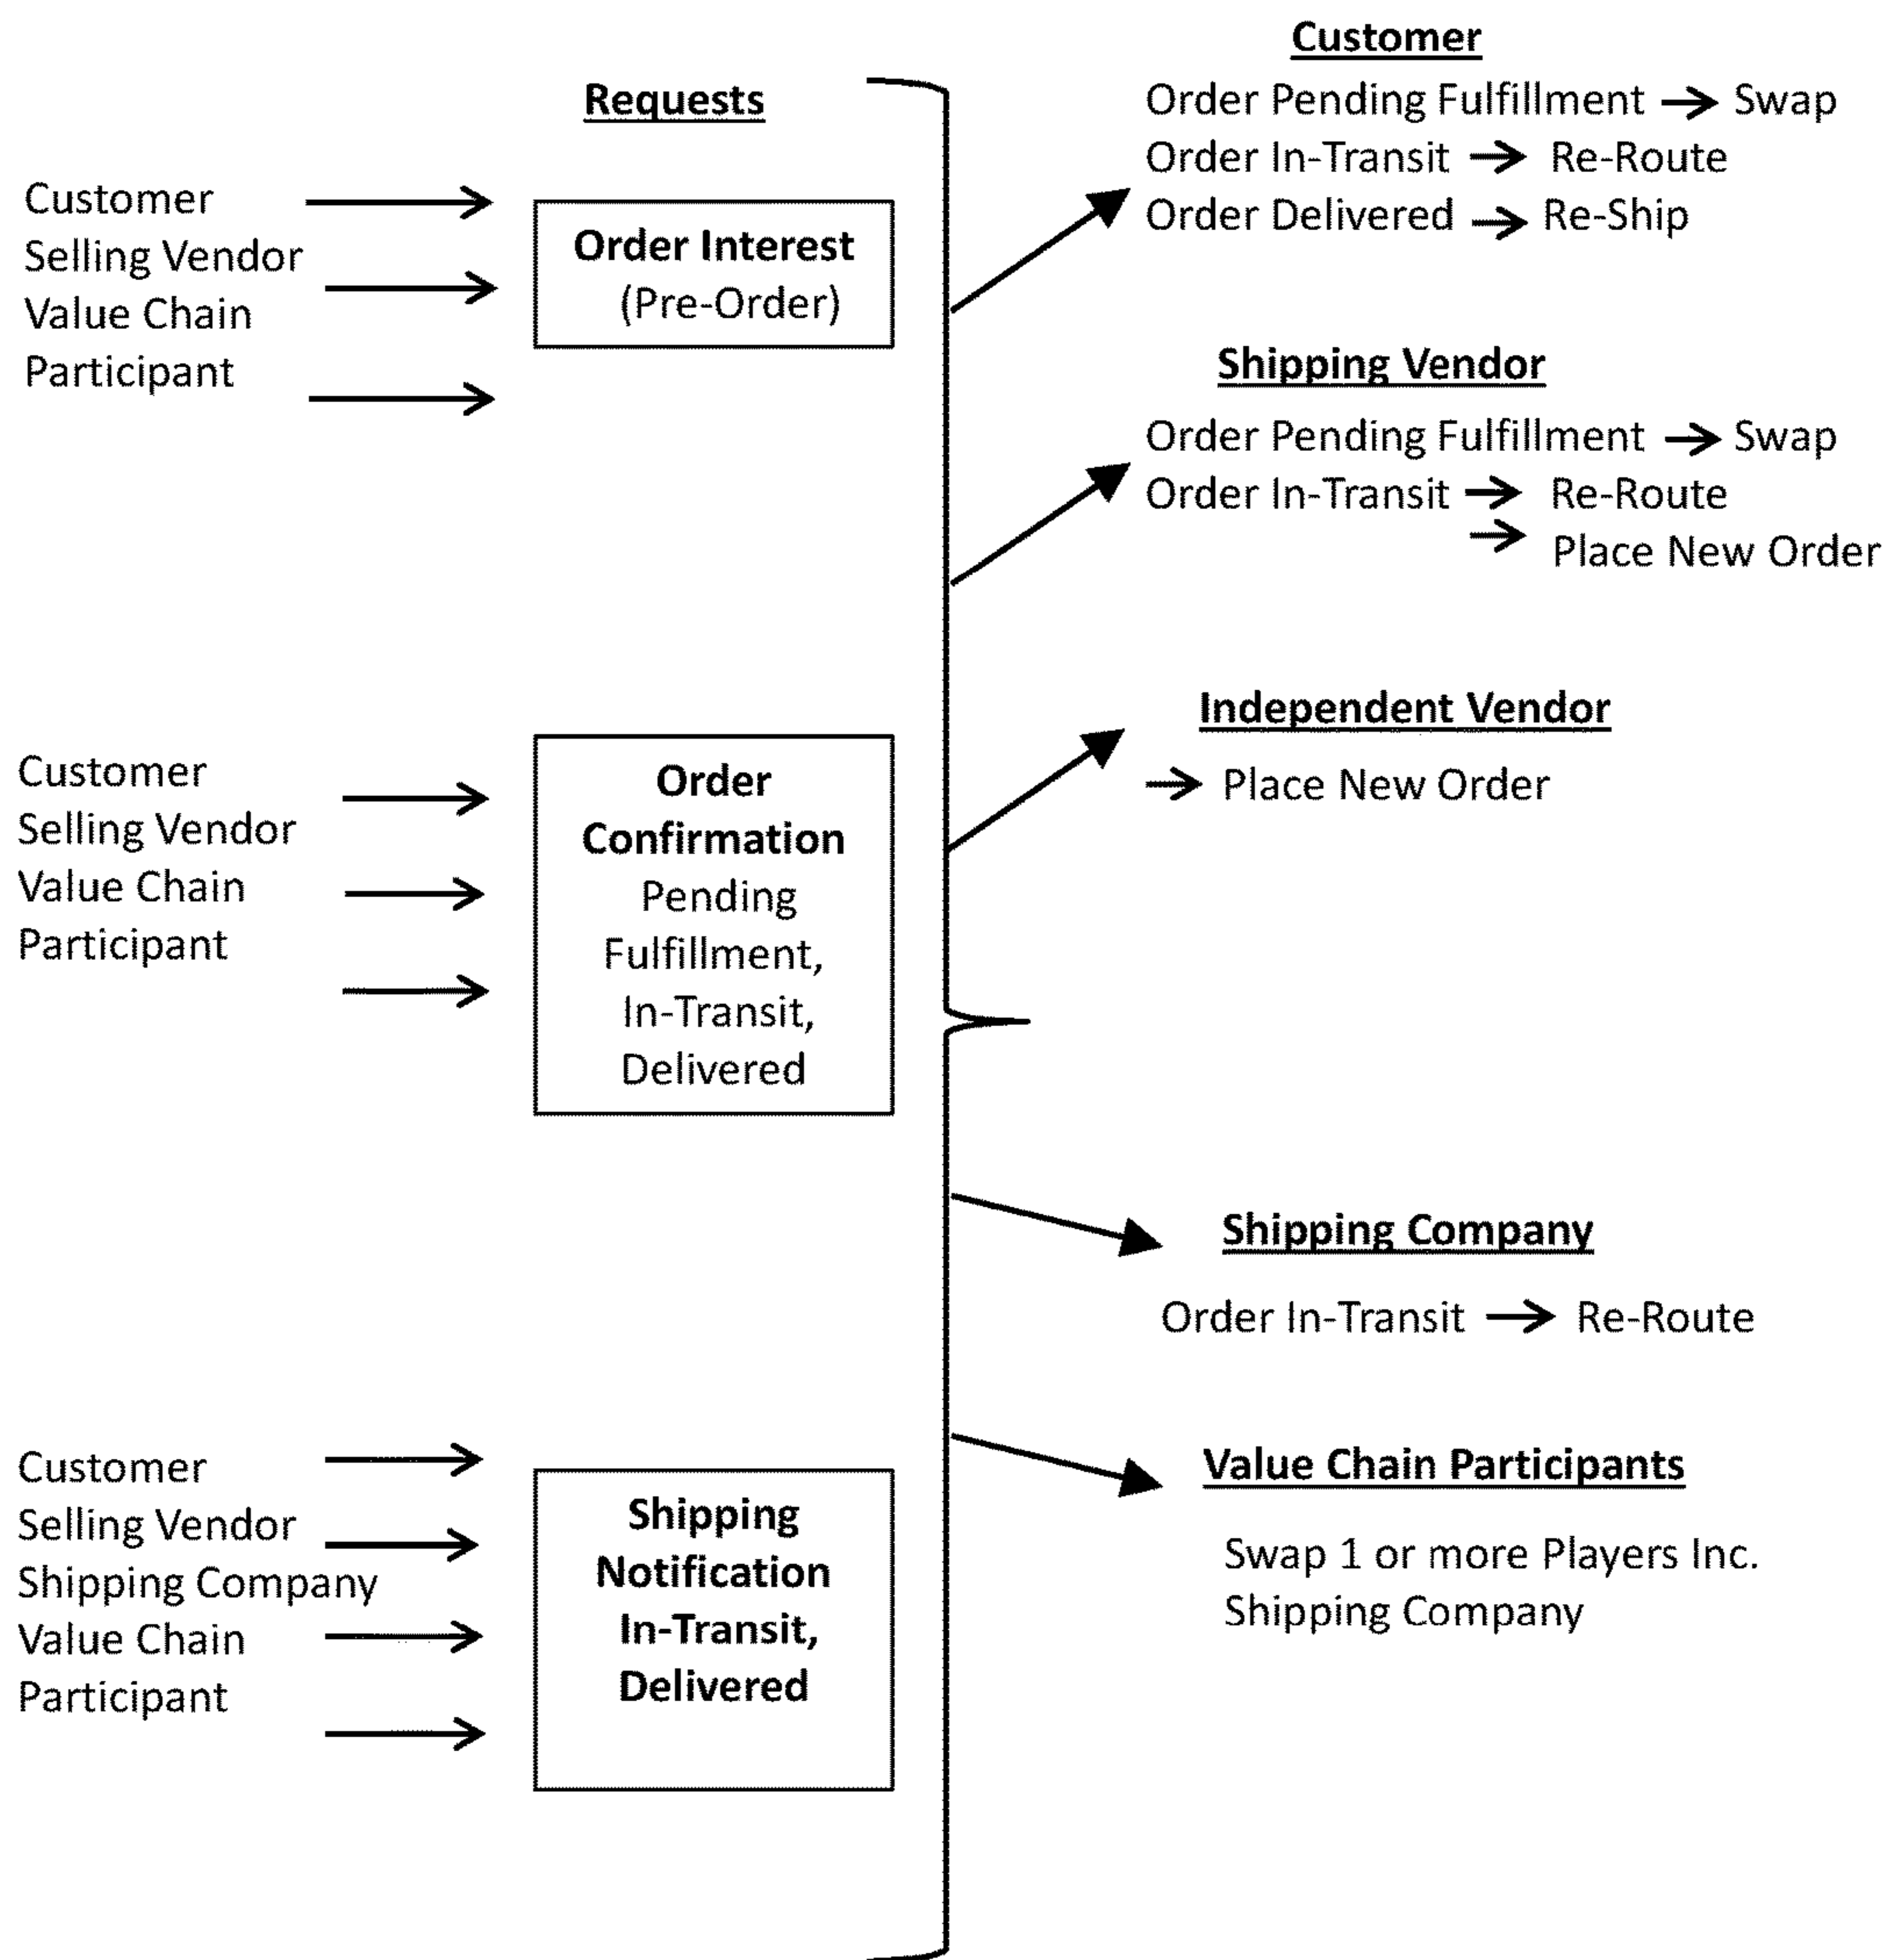 Requests
Customer
Selling Vendor
Value Chain
Participant
Order Interest
(Pre-Order)
Customer
Selling Vendor
Value Chain
Participant
Order
Confirmation
Pending
Fulfillment,
In-Transit,
Delivered
Customer
Selling Vendor
Shipping Company
Value Chain
Participant
Shipping
Notification
In-Transit,
Delivered
Customer
Order Pending Fulfillment → Swap
Order In-Transit → Re-Route
Order Delivered → Re-Ship
Shipping Vendor
Order Pending Fulfillment → Swap
Order In-Transit → Re-Route
→ Place New Order
Independent Vendor
→ Place New Order
Shipping Company
Order In-Transit → Re-Route
Value Chain Participants
Swap 1 or more Players Inc.
Shipping Company